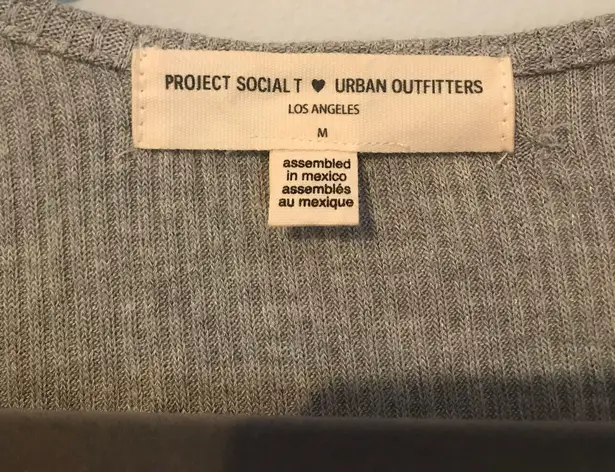 PROJECT SOCIAL T ♥ URBAN OUTFITTERS
LOS ANGELES
M
assembled
in mexico
assemblés
au mexique